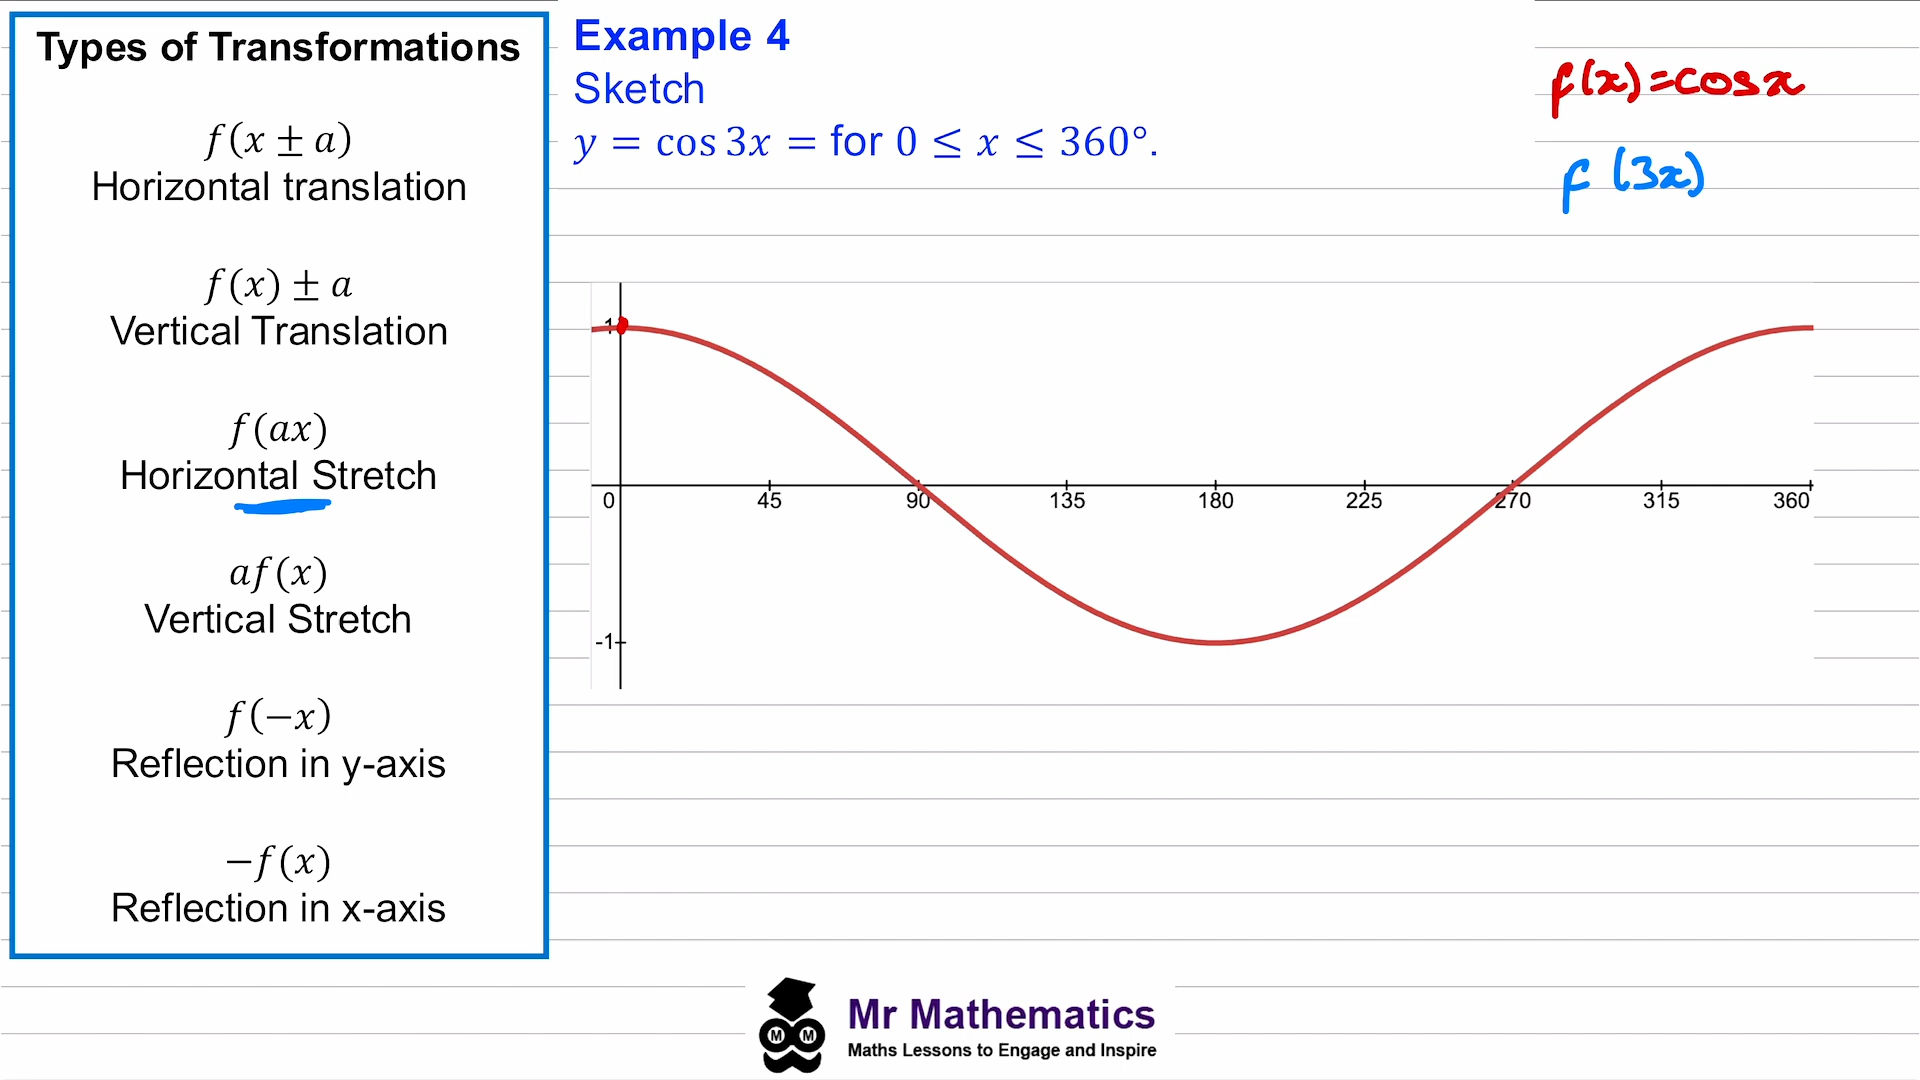 Types of Transformations
f(x ± a)
Horizontal translation
f(x) ± a
Vertical Translation
f(ax)
Horizontal Stretch
af(x)
Vertical Stretch
f(−x)
Reflection in y-axis
−f(x)
Reflection in x-axis
Example 4
Sketch
y = cos 3x = for 0 ≤ x ≤ 360°.
f(x)=cosx
f(3x)
1
0 45 90 135 180 225 270 315 360
-1
M M
Mr Mathematics
Maths Lessons to Engage and Inspire